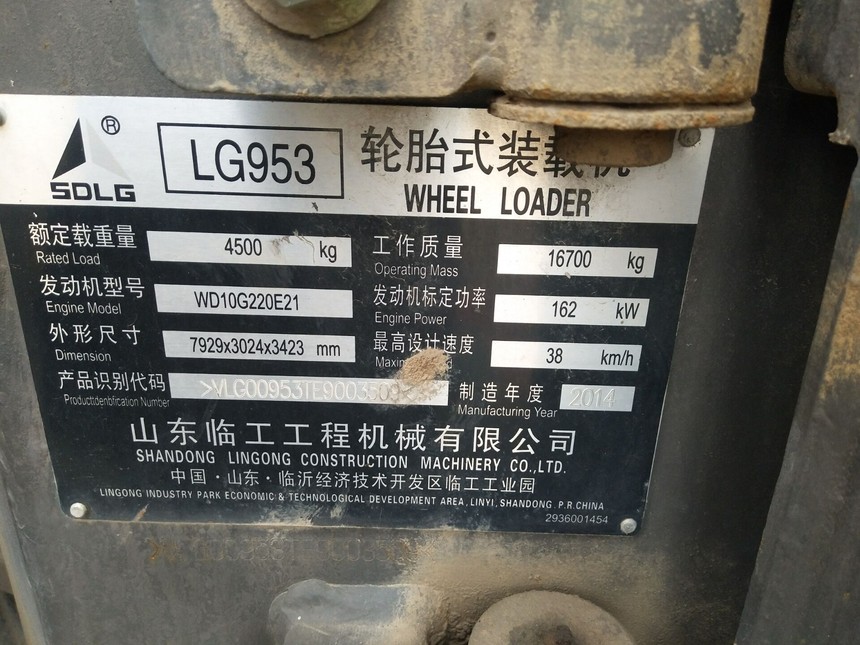 ®
SDLG
LG953
轮胎式装载机
WHEEL LOADER
额定载重量 4500 kg 工作质量 16700 kg
Rated Load Operating Mass
发动机型号 WD10G220E21 发动机标定功率 162 kW
Engine Model Engine Power
外形尺寸 7929x3024x3423 mm 最高设计速度 38 km/h
Dimension
产品识别代码 制造年度 2014
Productidenbfication Number Manufacturing Year
山东临工工程机械有限公司
SHANDONG LINGONG CONSTRUCTION MACHINERY CO.,LTD.
中国·山东·临沂经济技术开发区临工工业园
LINGONG INDUSTRY PARK ECONOMIC & TECHNOLOGICAL DEVELOPMENT AREA, LINYI, SHANDONG. P.R.CHINA
2936001454